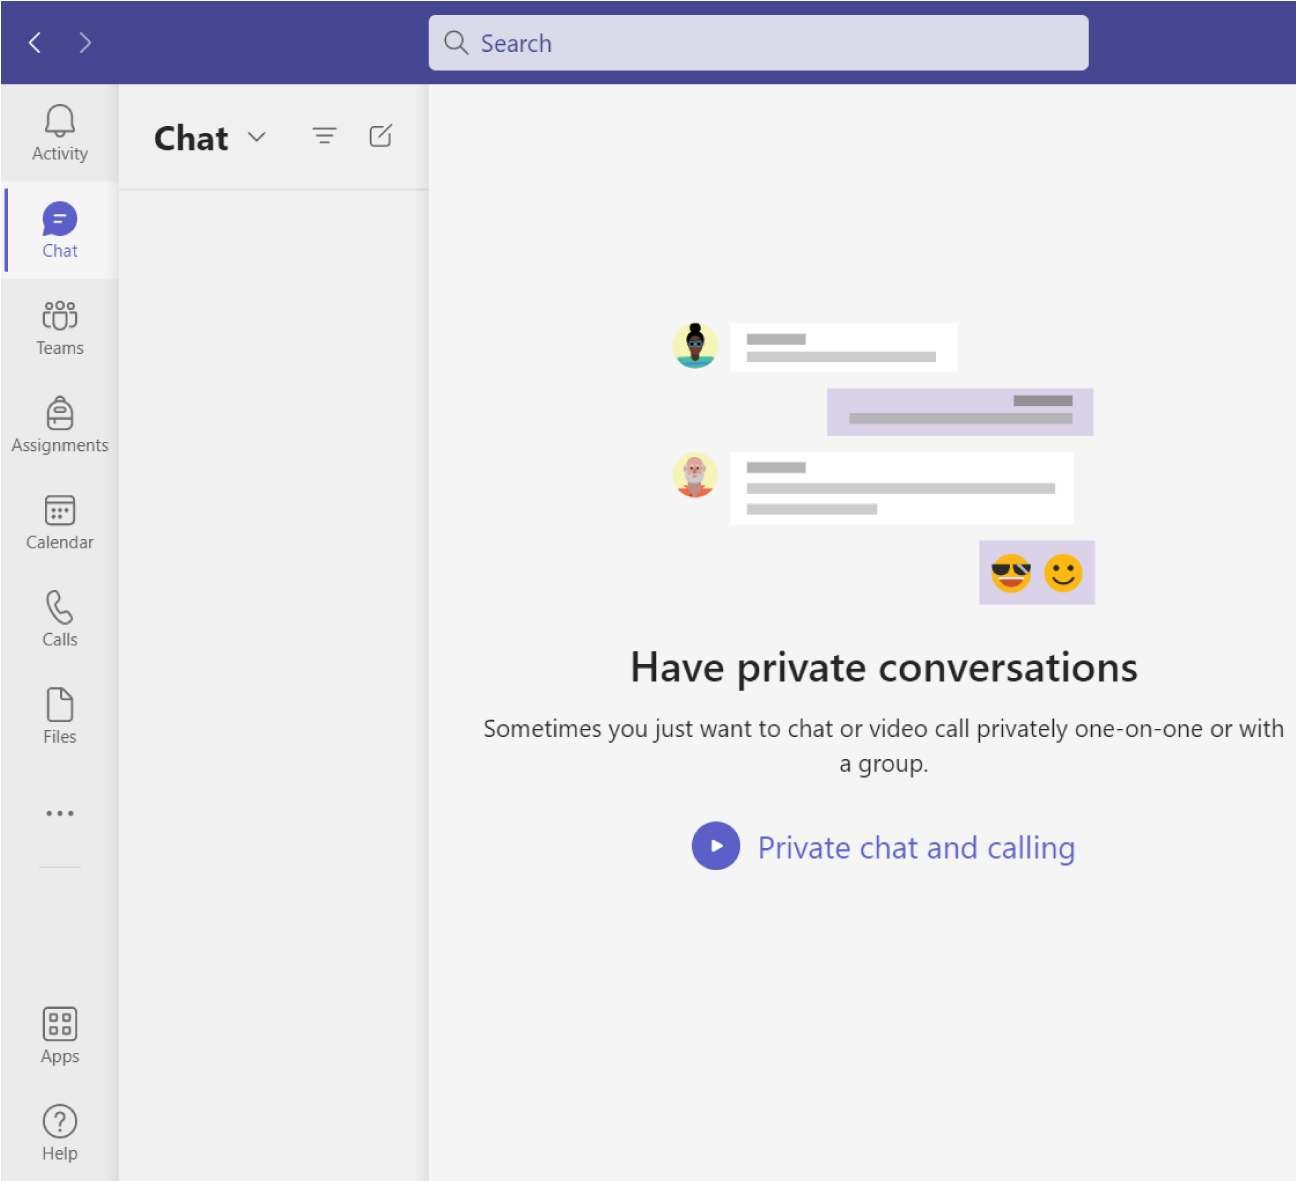 Search
Activity
Chat
Teams
Assignments
Calendar
Calls
Files
Apps
Help
Chat
Have private conversations
Sometimes you just want to chat or video call privately one-on-one or with
a group.
Private chat and calling